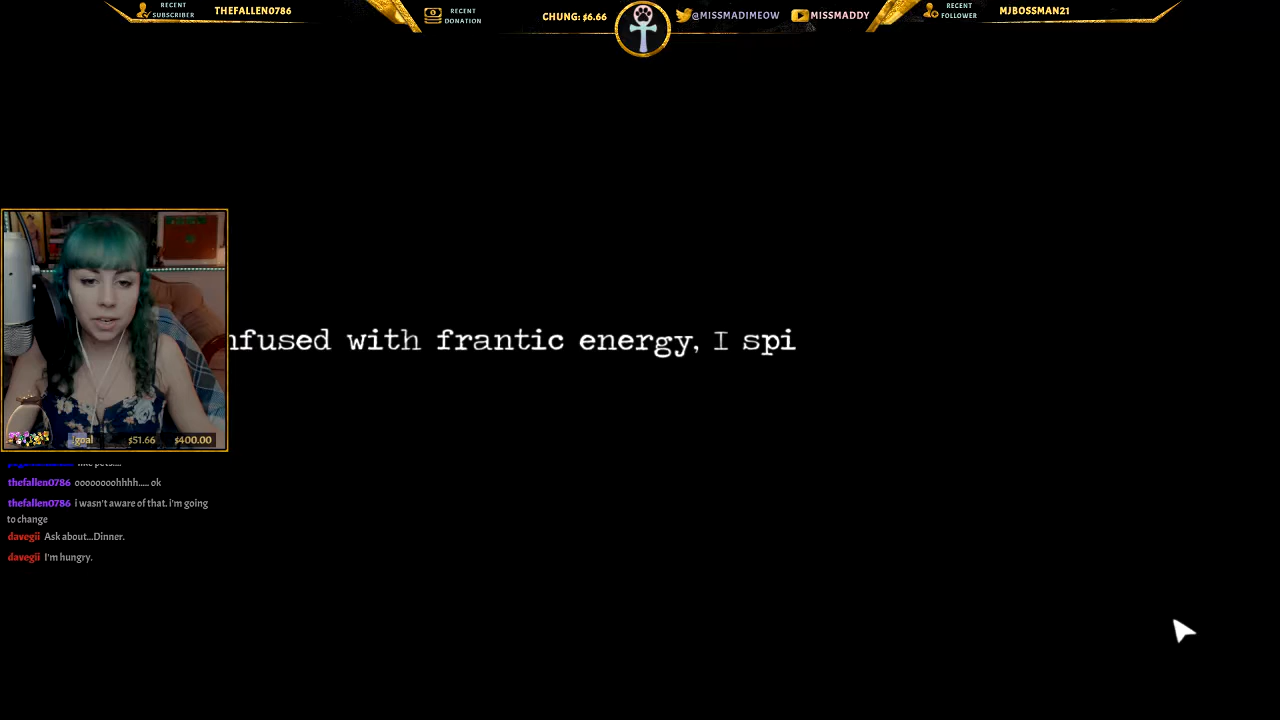 RECENT
SUBSCRIBER
THEFALLEN0786
RECENT
DONATION
CHUNG: $6.66
@MISSMADIMEOW
MISSMADDY
RECENT
FOLLOWER
MJBOSSMAN21
nfused with frantic energy, I spi
!goal $51.66 $400.00
thefallen0786 oooooooohhhh..... ok
thefallen0786 i wasn't aware of that. i'm going
to change
davegii Ask about...Dinner.
davegii I'm hungry.